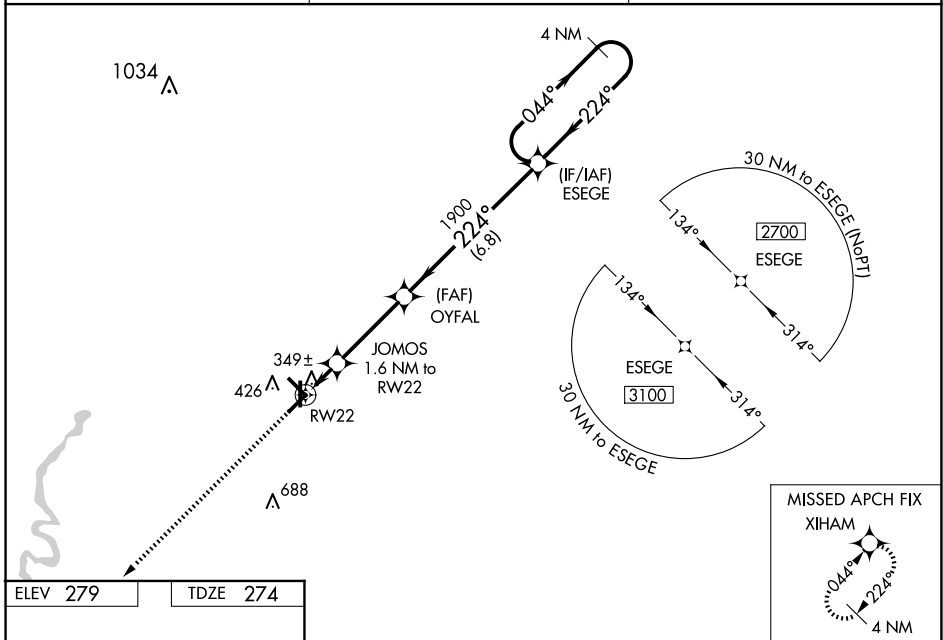 4 NM
1034
044°
224°
(IF/IAF)
ESEGE
30 NM to ESEGE (NoPT)
1900
224°
(6.8)
134°
2700
ESEGE
314°
(FAF)
OYFAL
134°
ESEGE
3100
314°
30 NM to ESEGE
JOMOS
1.6 NM to
RW22
349±
426
RW22
688
MISSED APCH FIX
XIHAM
044°
224°
4 NM
ELEV 279
TDZE 274